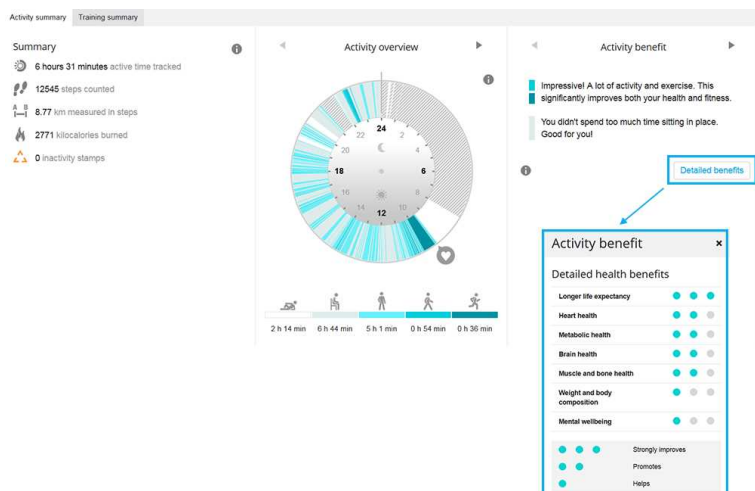 Activity summary
Training summary
Summary
6 hours 31 minutes active time tracked
12545 steps counted
A B
8.77 km measured in steps
2771 kilocalories burned
0 inactivity stamps
Activity overview
24
2
4
6
8
10
12
14
16
18
20
22
2 h 14 min
6 h 44 min
5 h 1 min
0 h 54 min
0 h 36 min
Activity benefit
Impressive! A lot of activity and exercise. This
significantly improves both your health and fitness.
You didn't spend too much time sitting in place.
Good for you!
Detailed benefits
Activity benefit
×
Detailed health benefits
Longer life expectancy
Heart health
Metabolic health
Brain health
Muscle and bone health
Weight and body
composition
Mental wellbeing
Strongly improves
Promotes
Helps